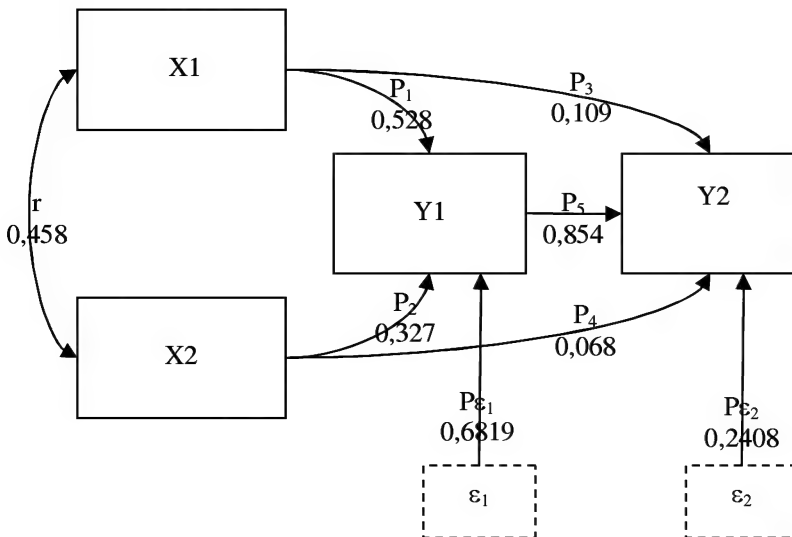 X1
P₁
0,528
P₃
0,109
r
0,458
Y1
P₅
0,854
Y2
X2
P₂
0,327
P₄
0,068
Pε₁
0,6819
Pε₂
0,2408
ε₁
ε₂